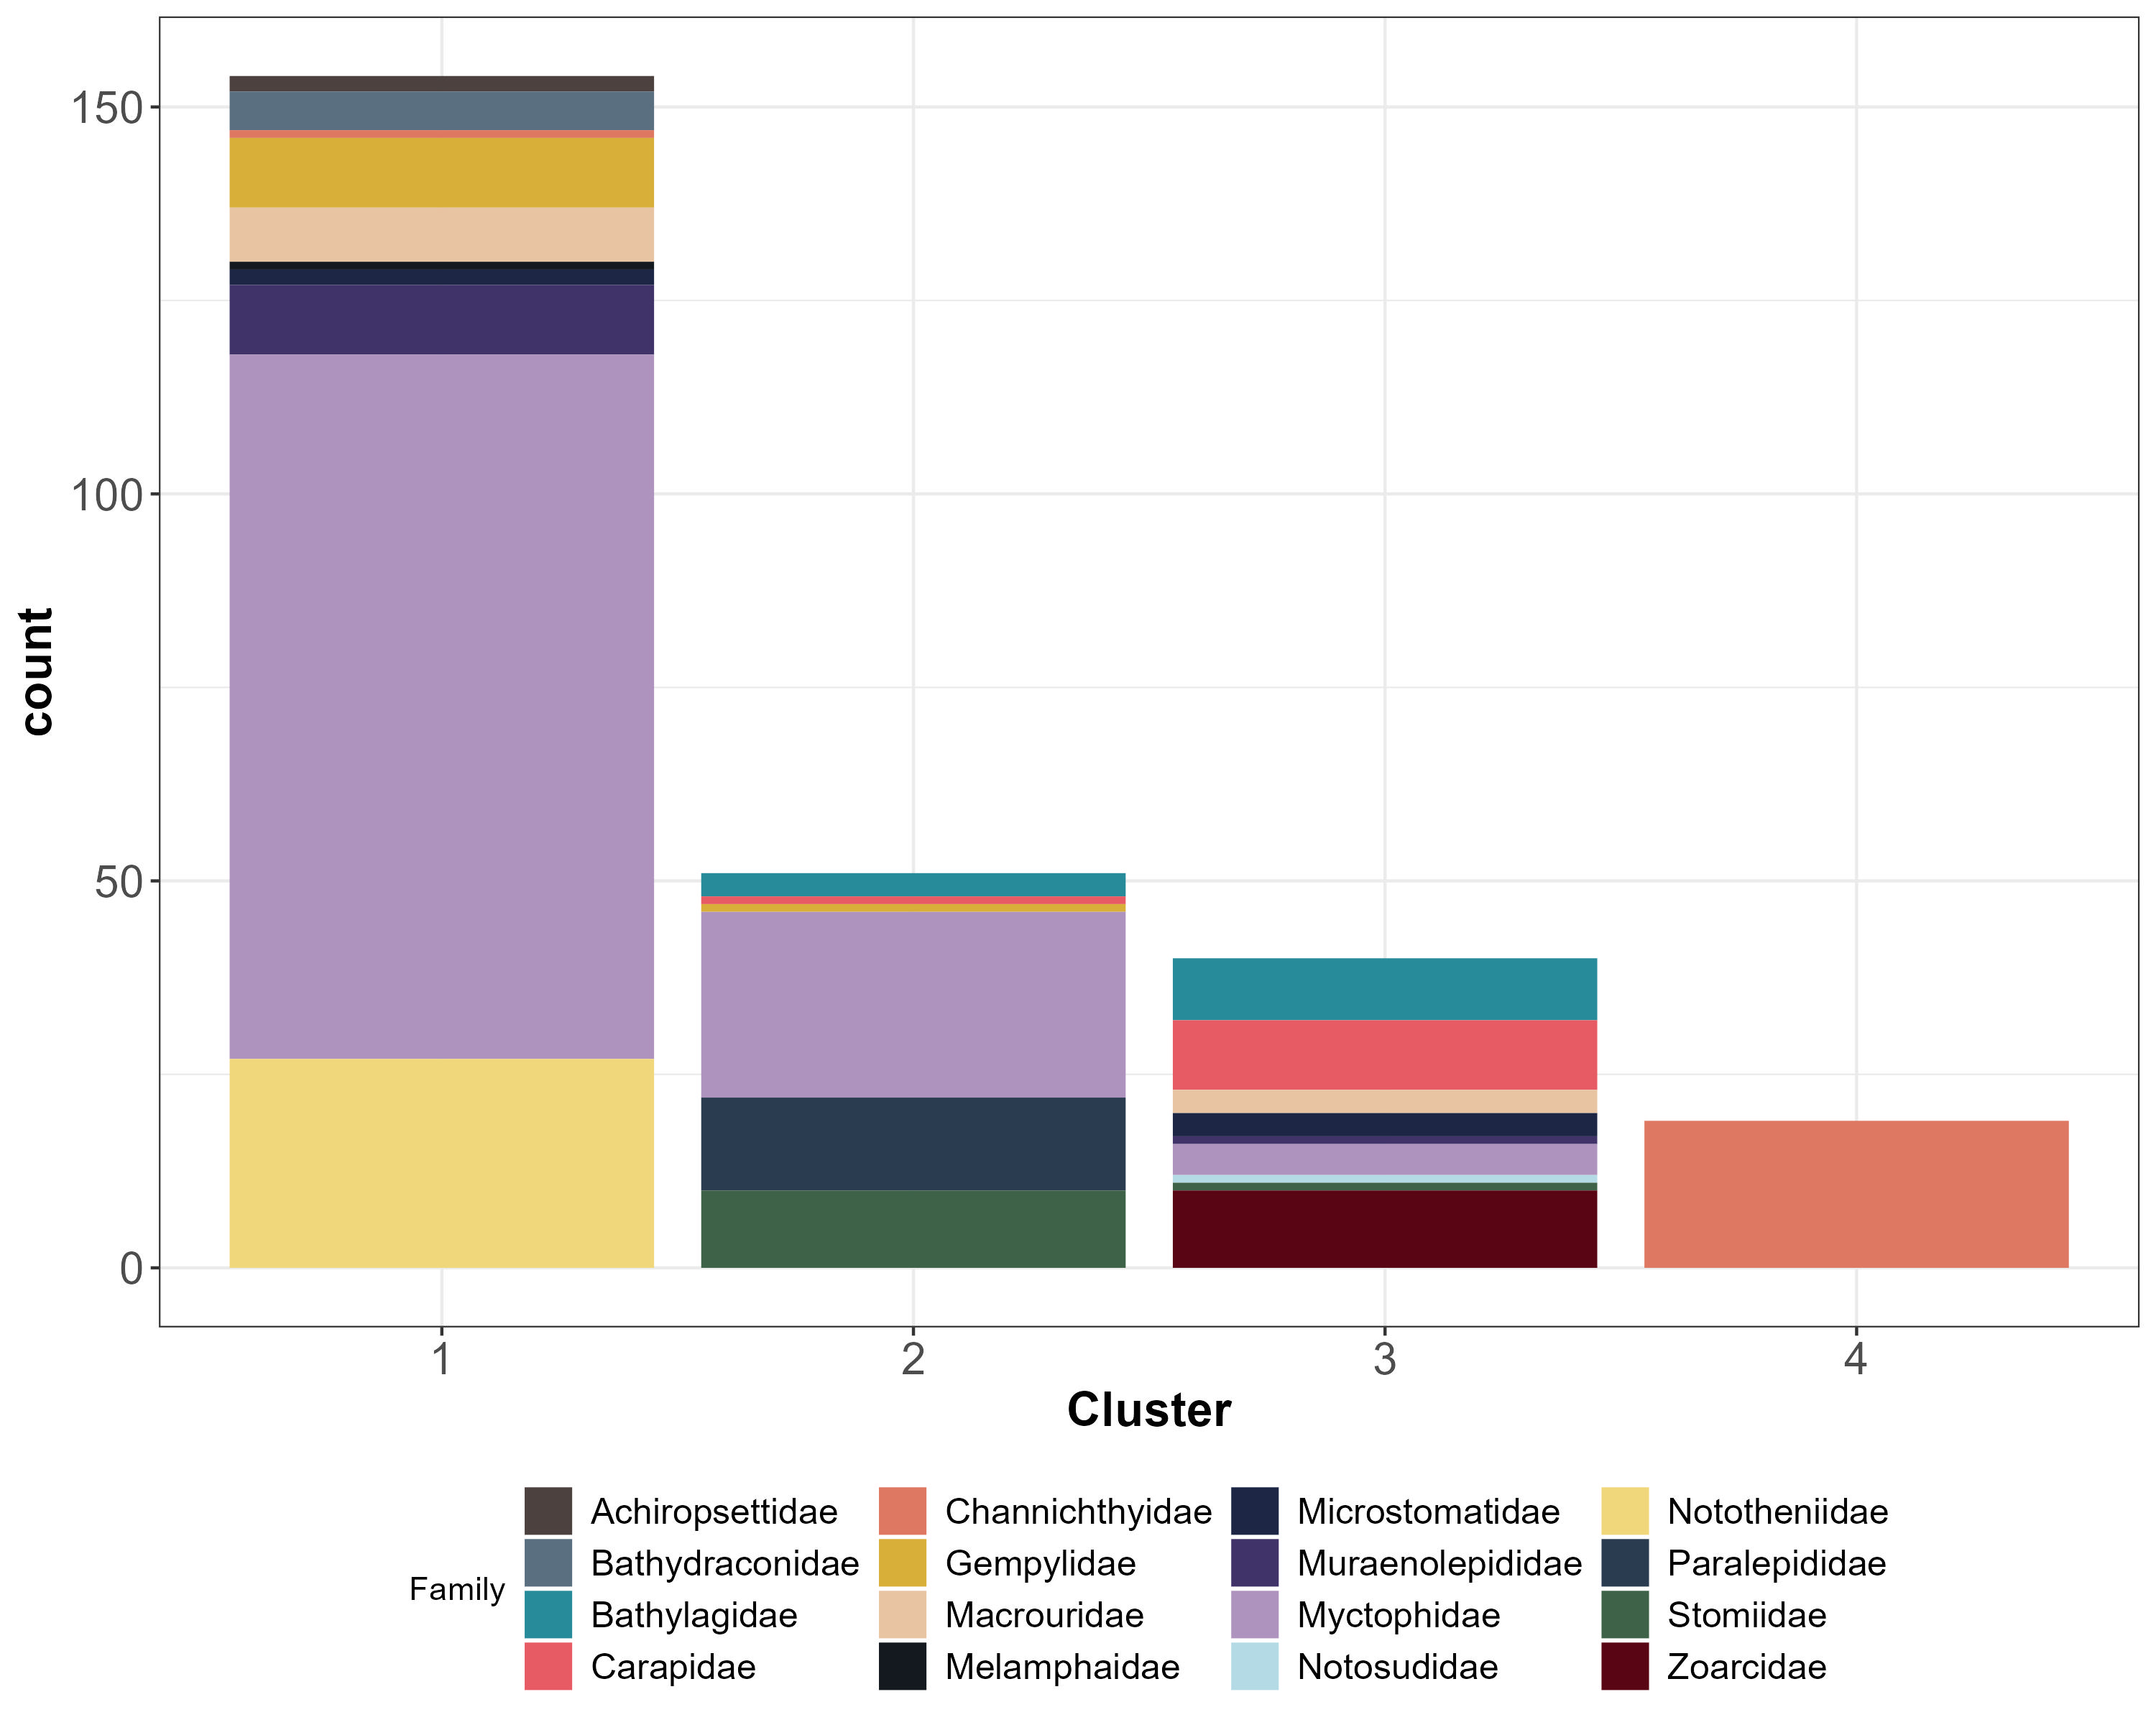 150
100
50
0
count
1 2 3 4
Cluster
Family
Achiropsettidae Channichthyidae Microstomatidae Nototheniidae
Bathydraconidae Gempylidae Muraenolepididae Paralepididae
Bathylagidae Macrouridae Myctophidae Stomiidae
Carapidae Melamphaidae Notosudidae Zoarcidae